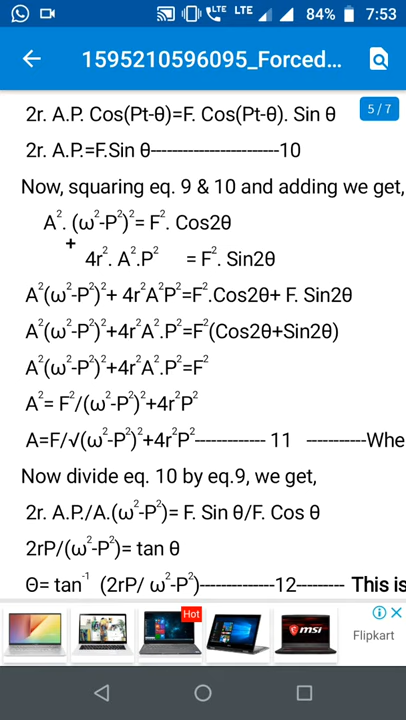 LTE LTE 84% 7:53
1595210596095_Forced...
2r. A.P. Cos(Pt-θ)=F. Cos(Pt-θ). Sin θ
5 / 7
2r. A.P.=F.Sin θ------------------------10
Now, squaring eq. 9 & 10 and adding we get,
A². (ω²-P²)²= F². Cos2θ
+
4r². A².P² = F². Sin2θ
A²(ω²-P²)²+ 4r²A²P²=F².Cos2θ+ F. Sin2θ
A²(ω²-P²)²+4r²A².P²=F²(Cos2θ+Sin2θ)
A²(ω²-P²)²+4r²A².P²=F²
A²= F²/(ω²-P²)²+4r²P²
A=F/√(ω²-P²)²+4r²P²------------- 11 -----------Whe
Now divide eq. 10 by eq.9, we get,
2r. A.P./A.(ω²-P²)= F. Sin θ/F. Cos θ
2rP/(ω²-P²)= tan θ
Θ= tan⁻¹ (2rP/ ω²-P²)--------------12--------- This is
Hot
msi
Flipkart